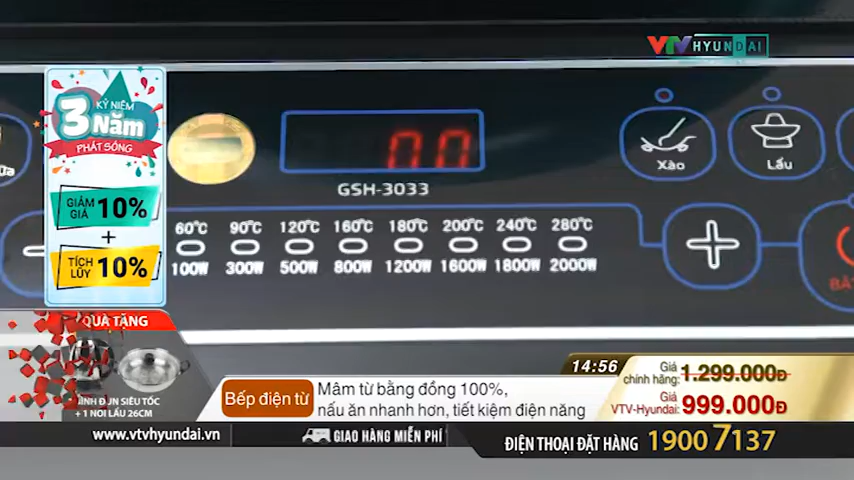 VTV HYUNDAI
KỶ NIỆM
3 Năm
PHÁT SÓNG
GIẢM GIÁ 10%
+
TÍCH LŨY 10%
00
GSH-3033
Xào
Lẩu
60°C 90°C 120°C 160°C 180°C 200°C 240°C 280°C
100W 300W 500W 800W 1200W 1600W 1800W 2000W
QUÀ TẶNG
SIÊU TỐC
+ 1 NỒI LẨU 26CM
14:56
Bếp điện từ
Mâm từ bằng đồng 100%,
nấu ăn nhanh hơn, tiết kiệm điện năng
Giá chính hãng: 1.299.000Đ
Giá VTV-Hyundai: 999.000Đ
www.vtvhyundai.vn
GIAO HÀNG MIỄN PHÍ
ĐIỆN THOẠI ĐẶT HÀNG 1900 7137